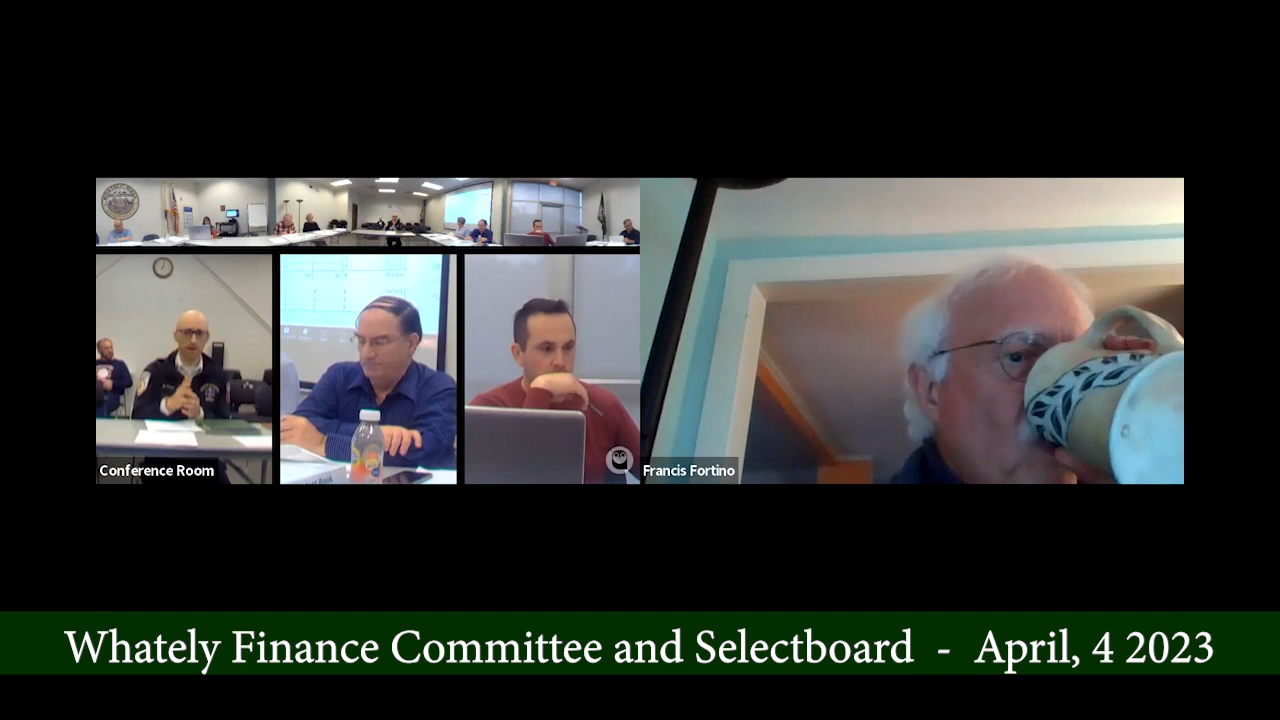 Conference Room
Francis Fortino
Whately Finance Committee and Selectboard - April, 4 2023